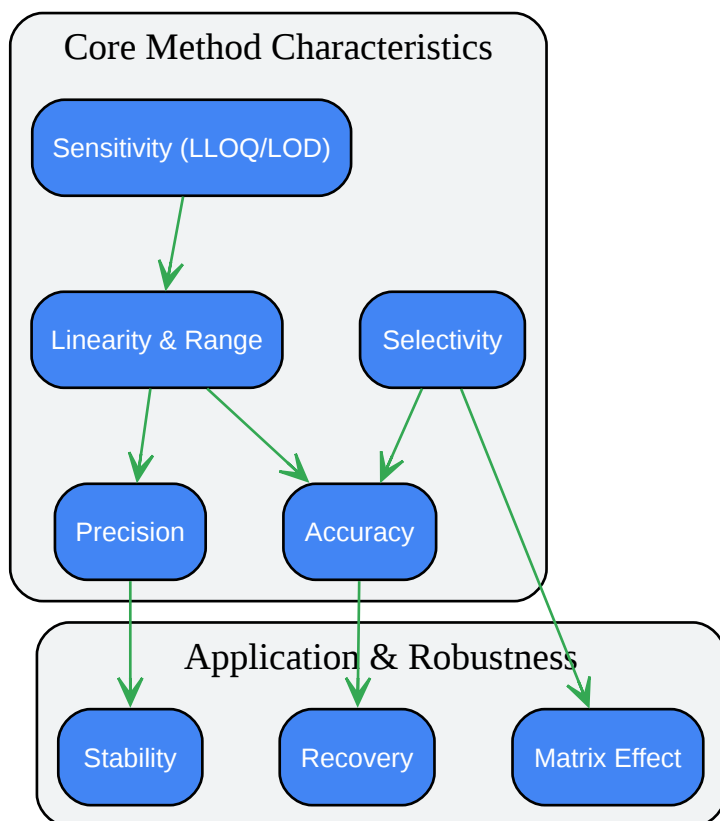 Core Method Characteristics
Sensitivity (LLOQ/LOD)
Linearity & Range
Selectivity
Precision
Accuracy
Application & Robustness
Stability
Recovery
Matrix Effect